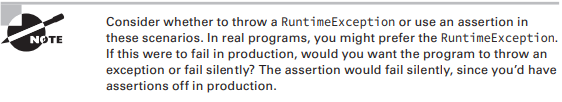 NOTE
Consider whether to throw a RuntimeException or use an assertion in
these scenarios. In real programs, you might prefer the RuntimeException.
If this were to fail in production, would you want the program to throw an
exception or fail silently? The assertion would fail silently, since you’d have
assertions off in production.